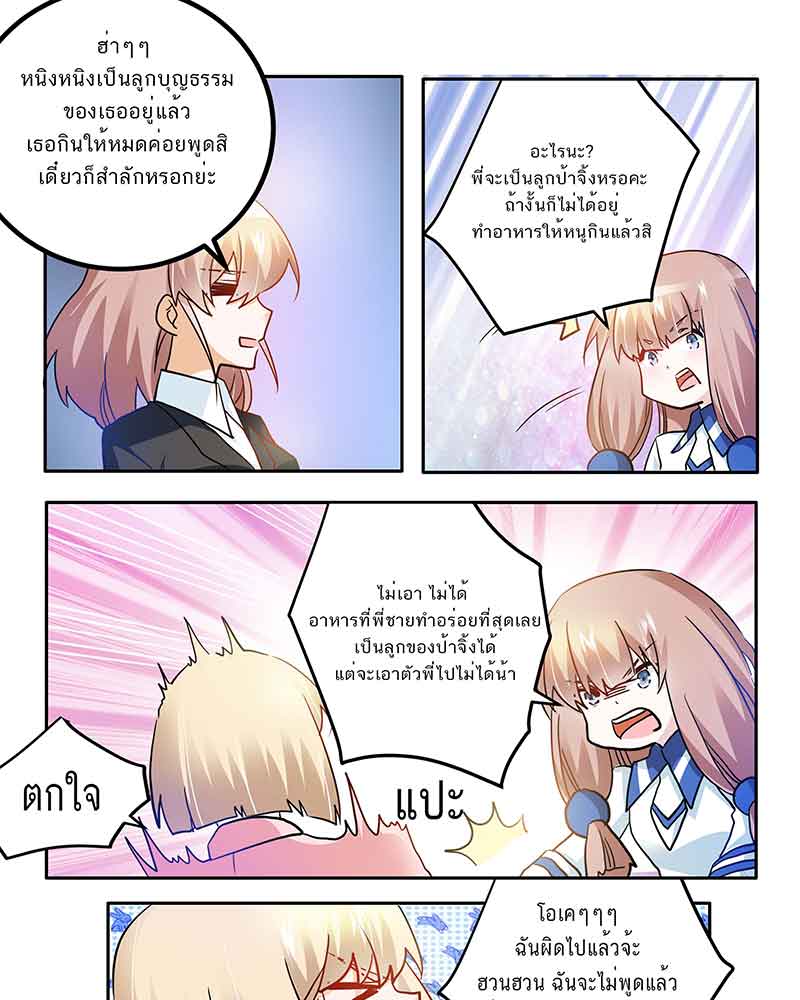 ฮ่าๆๆ
หนิงหนิงเป็นลูกบุญธรรม
ของเธออยู่แล้ว
เธอกินให้หมดค่อยพูดสิ
เดี๋ยวก็สำลักหรอกย่ะ
อะไรนะ?
พี่จะเป็นลูกป้าจิ้งหรอคะ
ถ้างั้นก็ไม่ได้อยู่
ทำอาหารให้หนูกินแล้วสิ
ไม่เอา ไม่ได้
อาหารที่พี่ชายทำอร่อยที่สุดเลย
เป็นลูกของป้าจิ้งได้
แต่จะเอาตัวพี่ไปไม่ได้น้า
ตกใจ
แปะ
โอเคๆๆๆ
ฉันผิดไปแล้วจ้ะ
ฮวนฮวน ฉันจะไม่พูดแล้ว